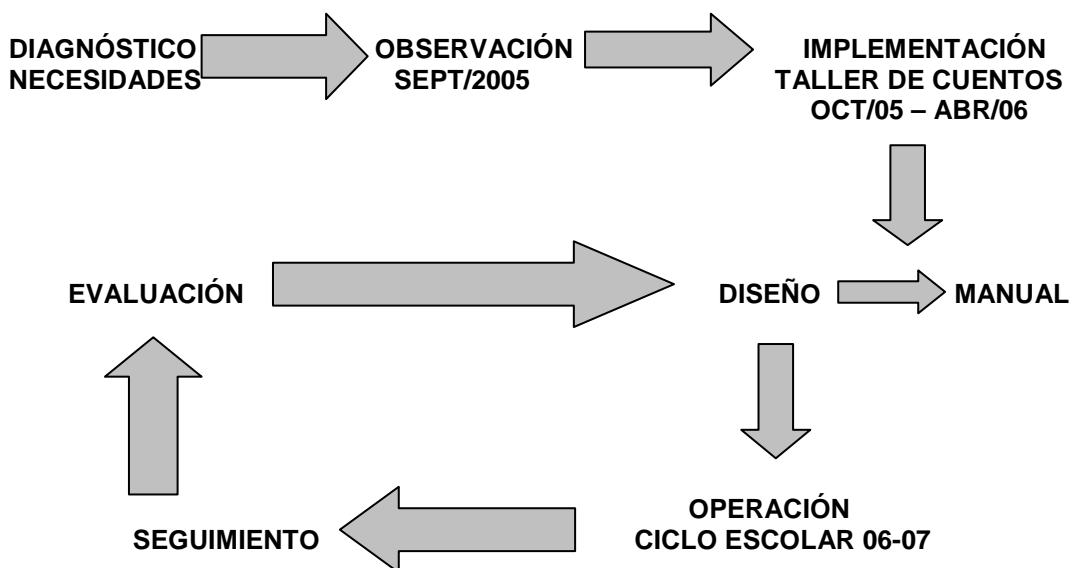 DIAGNÓSTICO
NECESIDADES
OBSERVACIÓN
SEPT/2005
IMPLEMENTACIÓN
TALLER DE CUENTOS
OCT/05 – ABR/06
EVALUACIÓN
DISEÑO
MANUAL
SEGUIMIENTO
OPERACIÓN
CICLO ESCOLAR 06-07